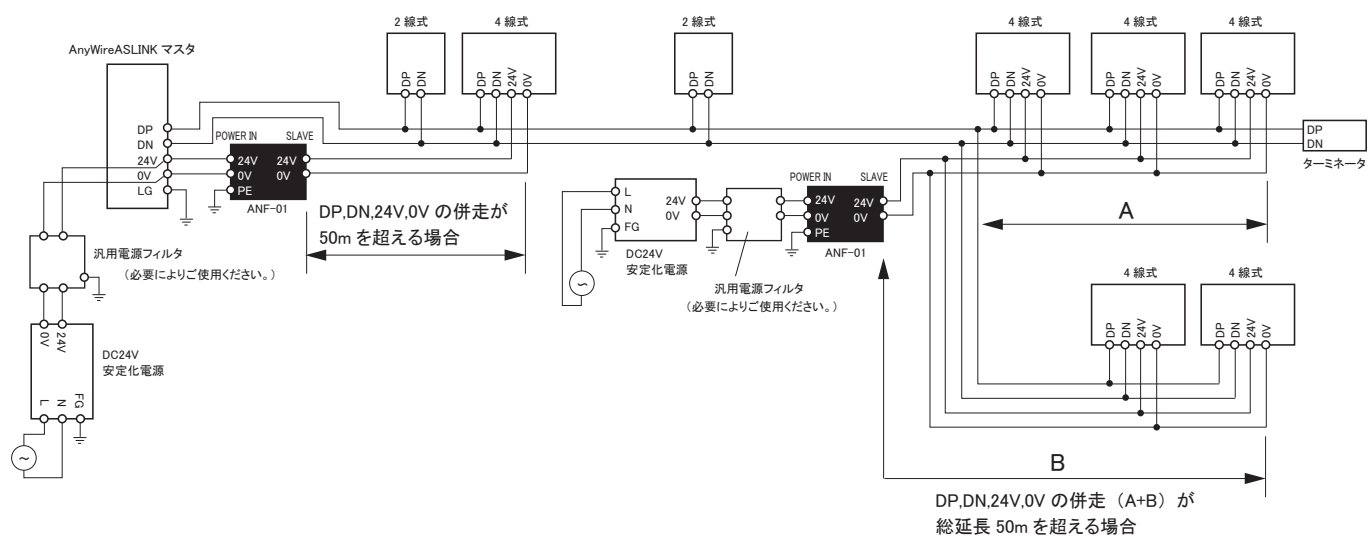 2 線式
4 線式
2 線式
4 線式
4 線式
4 線式
AnyWireASLINK マスタ
DP
DN
DP
DN
24V
0V
DP
DN
DP
DN
24V
0V
DP
DN
24V
0V
DP
DN
24V
0V
DP
DN
24V
0V
LG
POWER IN
SLAVE
24V
0V
PE
24V
0V
ANF-01
DP
DN
ターミネータ
DP,DN,24V,0V の併走が
50m を超える場合
L
N
FG
24V
0V
DC24V
安定化電源
POWER IN
SLAVE
24V
0V
PE
24V
0V
ANF-01
汎用電源フィルタ
（必要によりご使用ください。）
A
汎用電源フィルタ
（必要によりご使用ください。）
4 線式
4 線式
DP
DN
24V
0V
DP
DN
24V
0V
0V
24V
DC24V
安定化電源
L
N
FG
~
~
B
DP,DN,24V,0V の併走（A+B）が
総延長 50m を超える場合